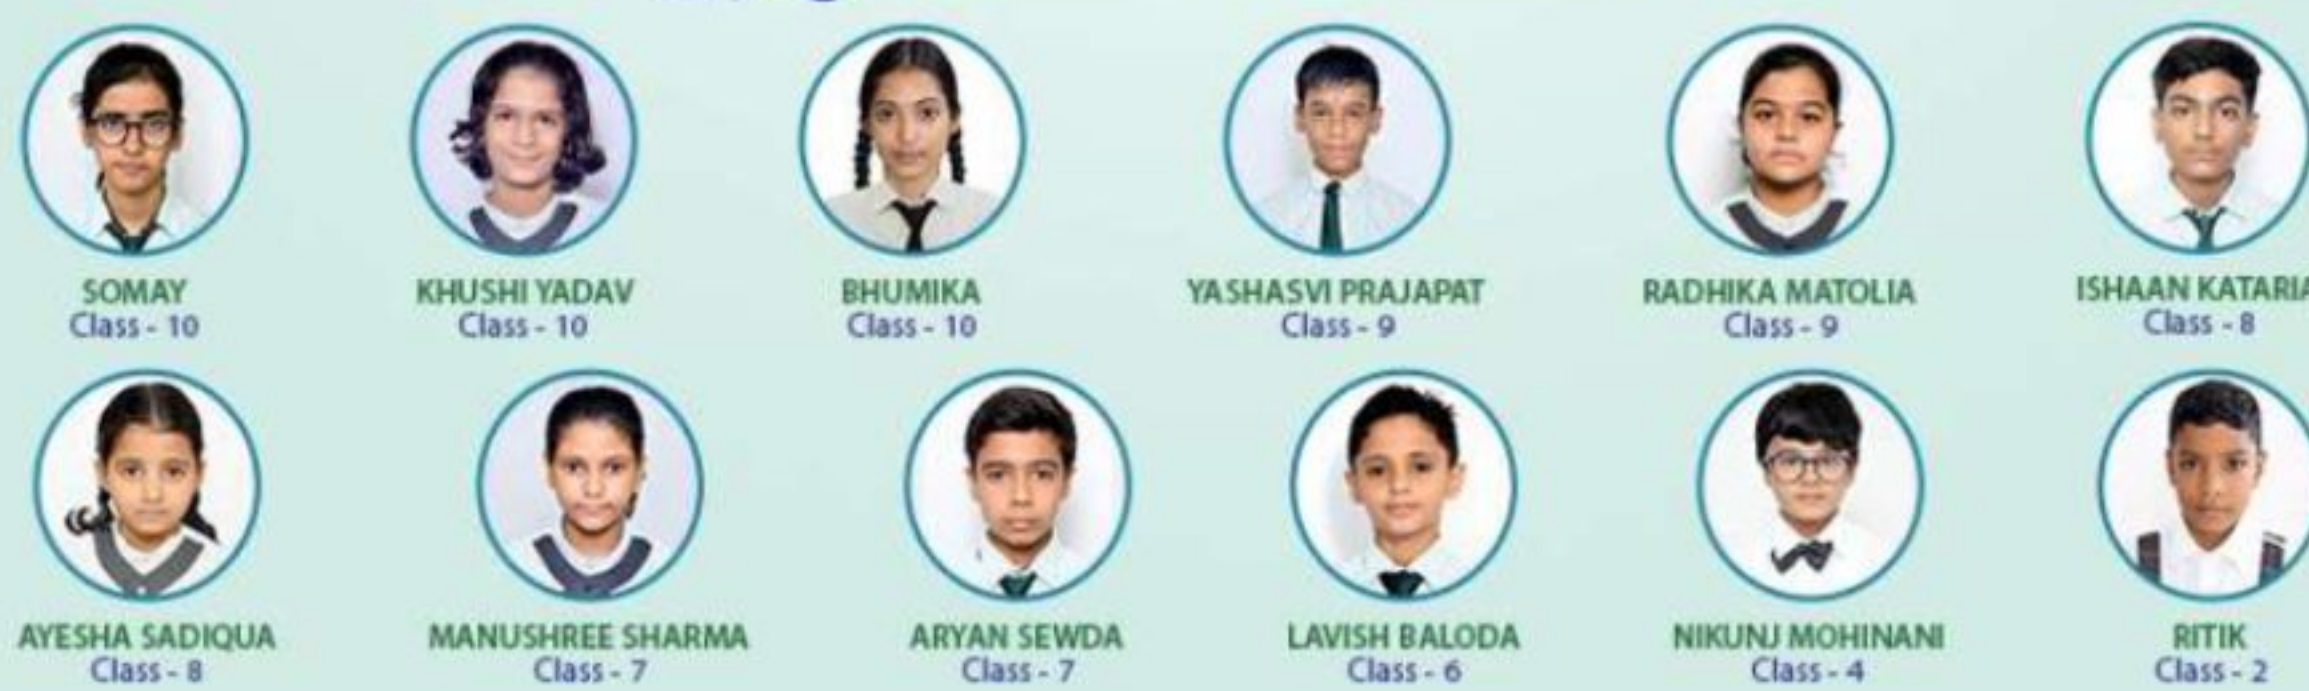 SOMAY
Class - 10
KHUSHI YADAV
Class - 10
BHUMIKA
Class - 10
YASHASVI PRAJAPAT
Class - 9
RADHIKA MATOLIA
Class - 9
ISHAAN KATARIA
Class - 8
AYESHA SADIQUA
Class - 8
MANUSHREE SHARMA
Class - 7
ARYAN SEWDA
Class - 7
LAVISH BALODA
Class - 6
NIKUNJ MOHINANI
Class - 4
RITIK
Class - 2